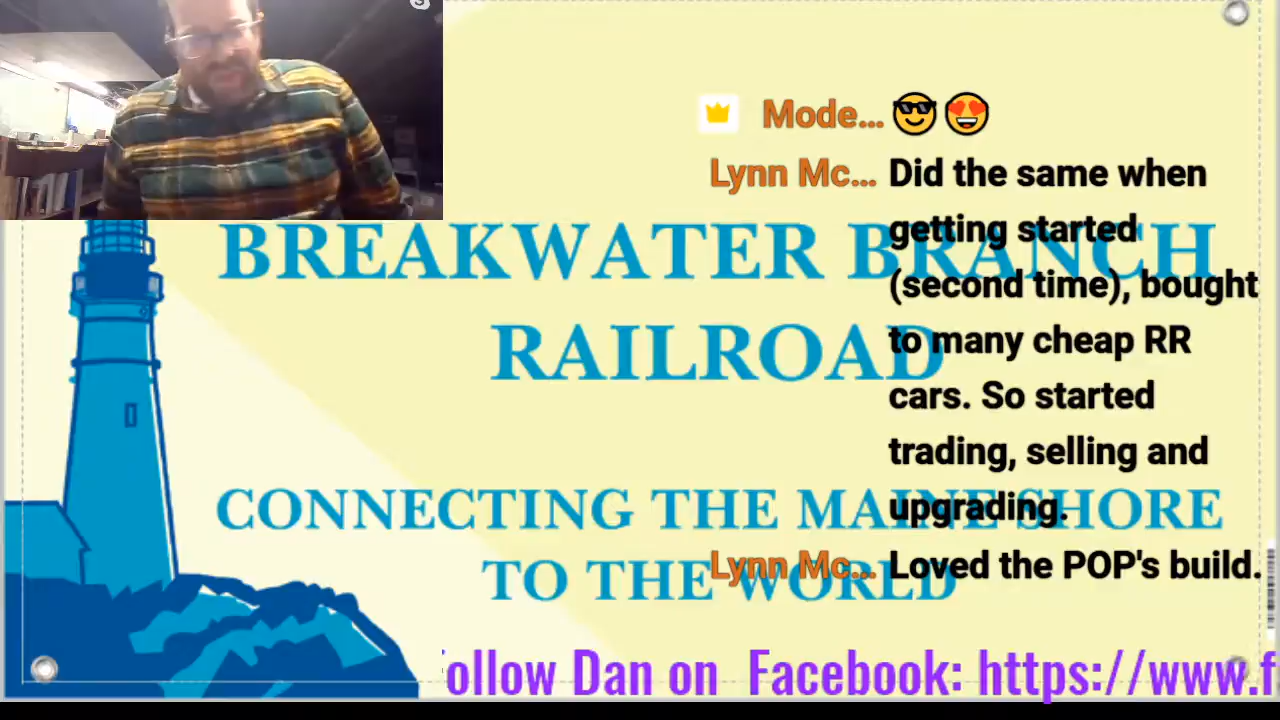 Mode... 😎😍
Lynn Mc... Did the same when
getting started
(second time), bought
to many cheap RR
cars. So started
trading, selling and
upgrading.
Lynn Mc... Loved the POP's build.
BREAKWATER BRANCH
RAILROAD
CONNECTING THE MAINE SHORE
TO THE WORLD
ollow Dan on Facebook: https://www.f